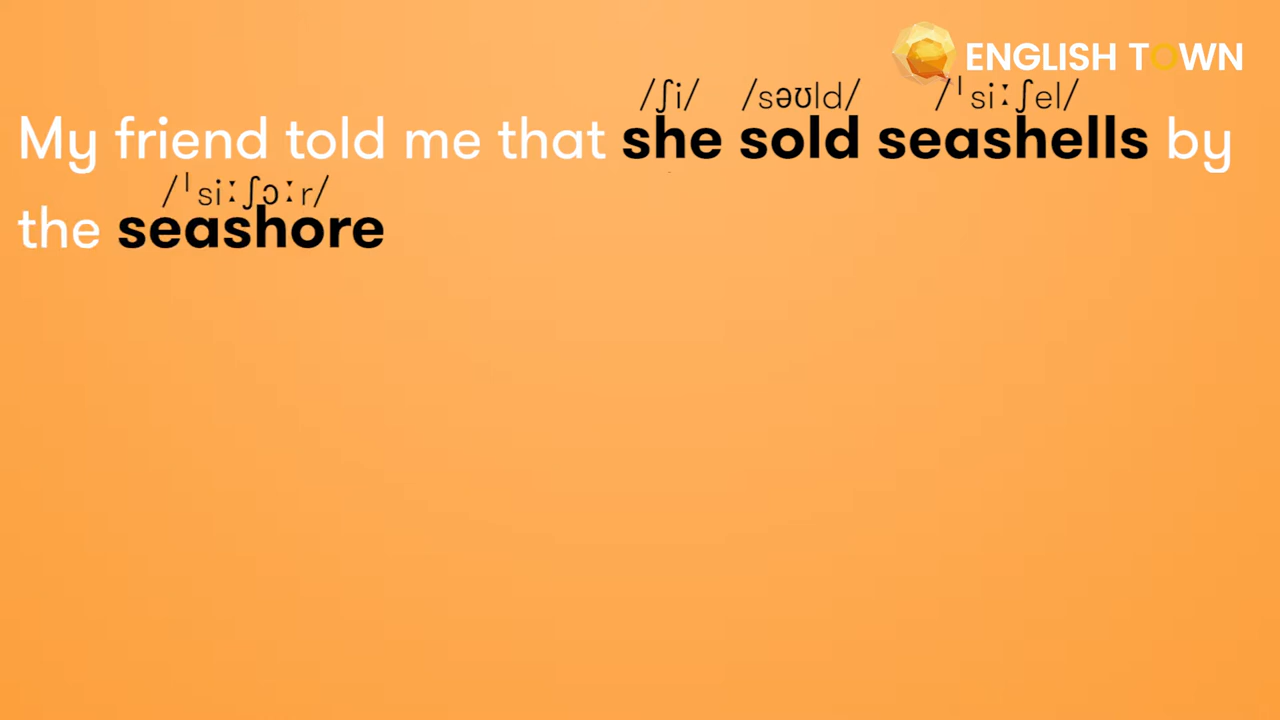 ENGLISH TOWN
/ʃi/ /səʊld/ /ˈsiːʃel/
My friend told me that she sold seashells by
/ˈsiːʃɔːr/
the seashore